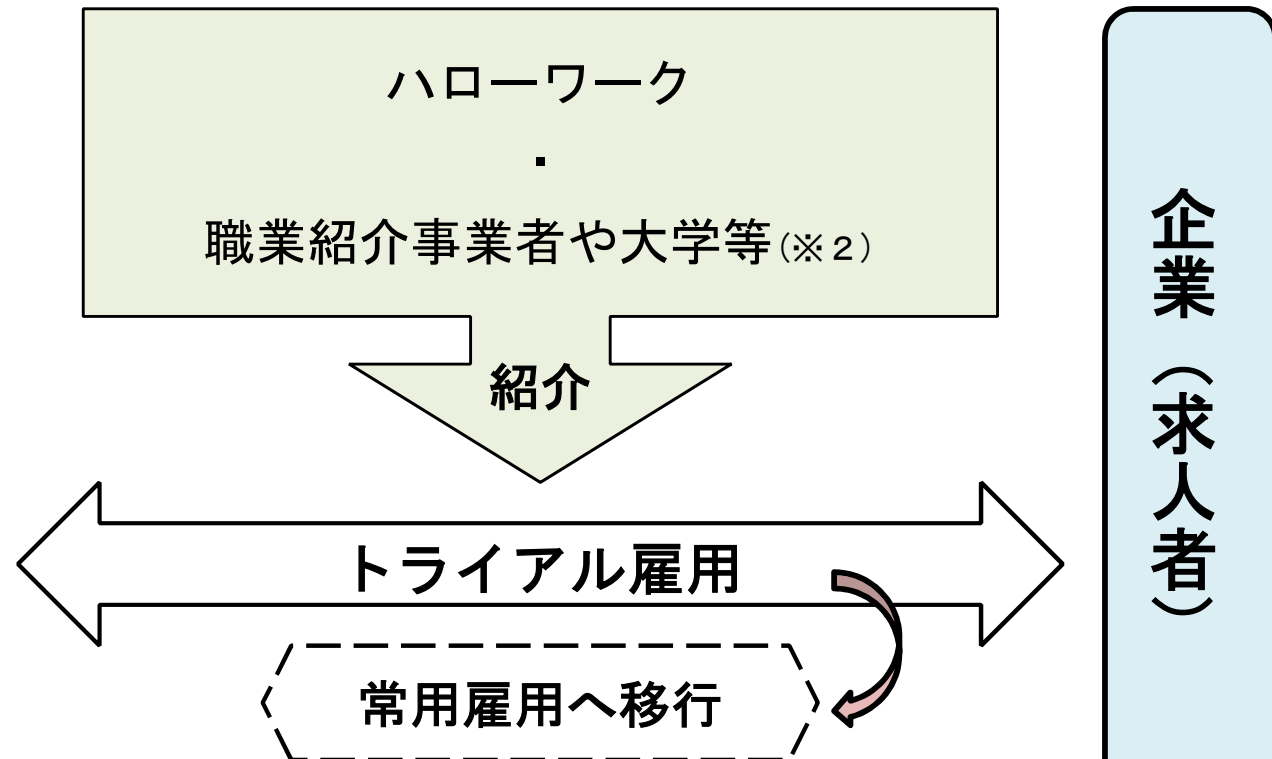 ハローワーク
・
職業紹介事業者や大学等(※２)
紹介
トライアル雇用
常用雇用へ移行
企業（求人者）